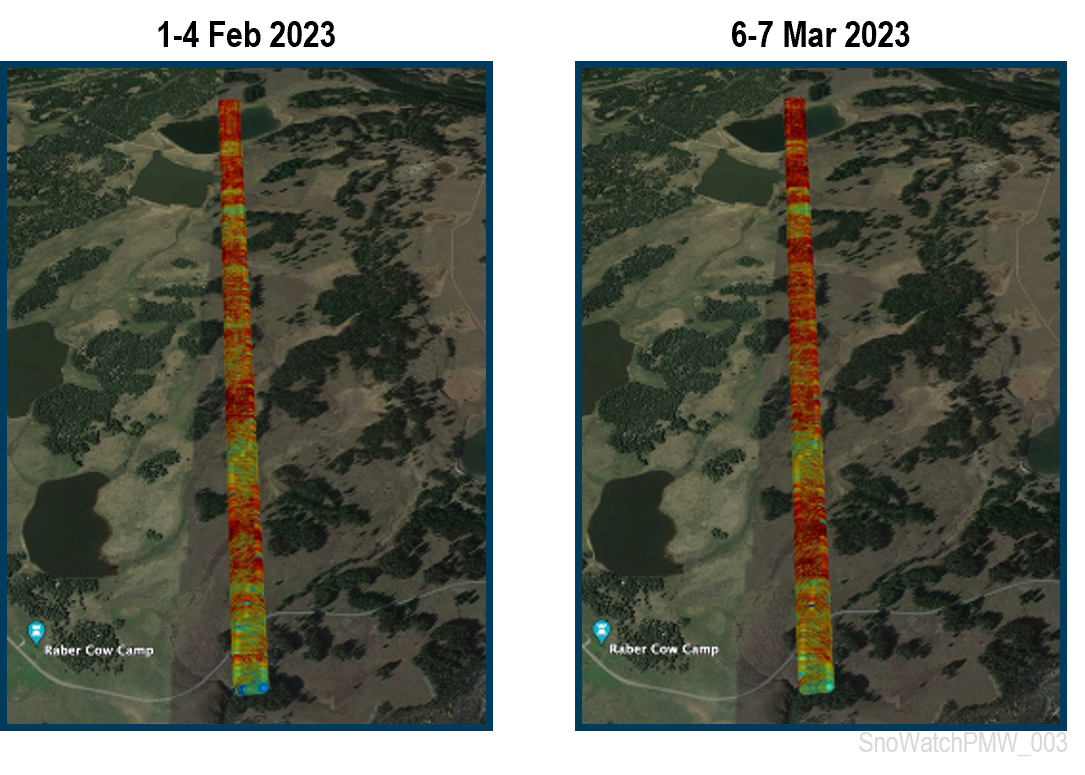 1-4 Feb 2023
6-7 Mar 2023
Raber Cow Camp
Raber Cow Camp
SnoWatchPMW_003